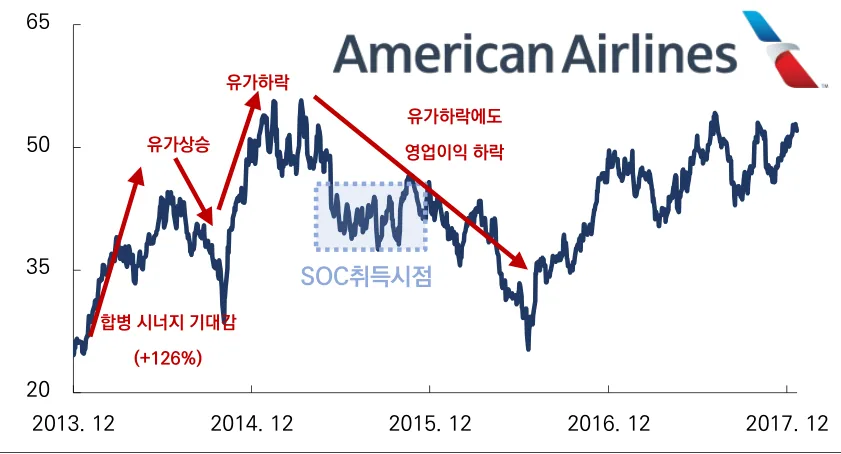 American Airlines
TM
65
50
35
20
유가하락
유가상승
유가하락에도
영업이익 하락
SOC취득시점
합병 시너지 기대감
(+126%)
2013. 12
2014. 12
2015. 12
2016. 12
2017. 12